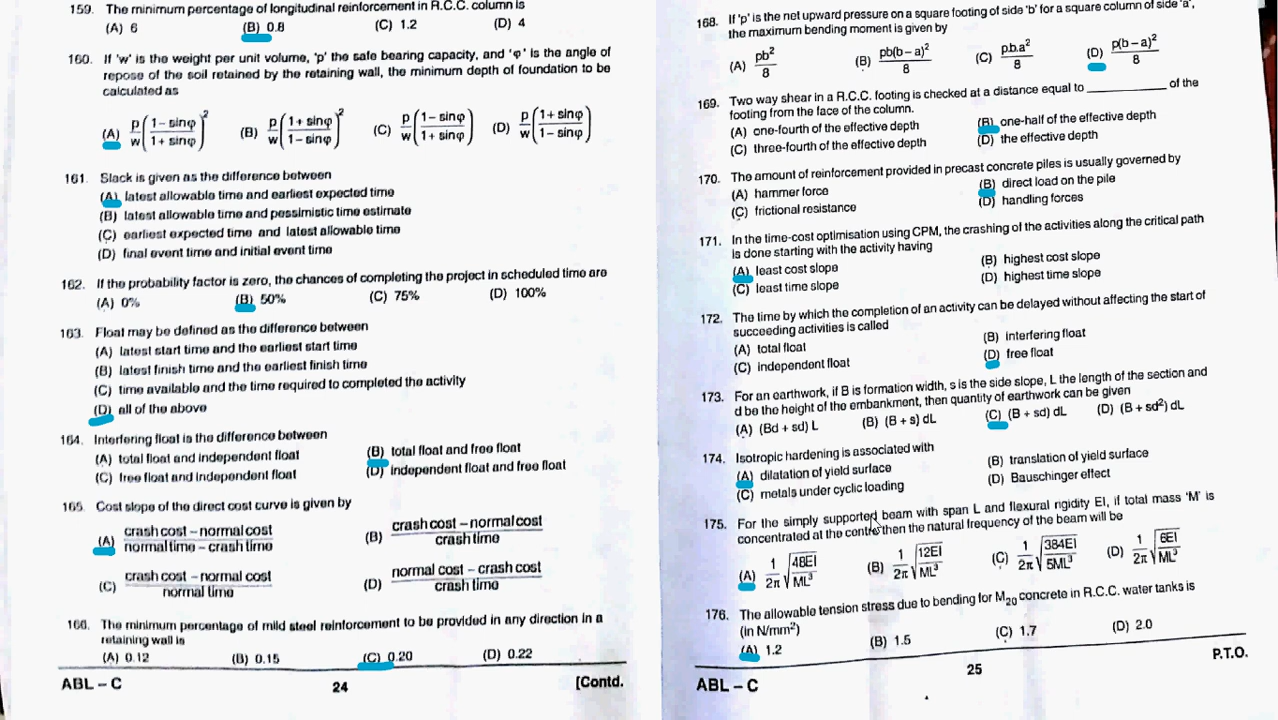 159. The minimum percentage of longitudinal reinforcement in R.C.C. column is
(A) 6 (B) 0.8 (C) 1.2 (D) 4
160. If 'w' is the weight per unit volume, 'p' the safe bearing capacity, and 'φ' is the angle of
repose of the soil retained by the retaining wall, the minimum depth of foundation to be
calculated as
(A) p/w (1 – sinφ / 1 + sinφ)² (B) p/w (1 + sinφ / 1 – sinφ)² (C) p/w (1 – sinφ / 1 + sinφ) (D) p/w (1 + sinφ / 1 – sinφ)
161. Slack is given as the difference between
(A) latest allowable time and earliest expected time
(B) latest allowable time and pessimistic time estimate
(C) earliest expected time and latest allowable time
(D) final event time and initial event time
162. If the probability factor is zero, the chances of completing the project in scheduled time are
(A) 0% (B) 50% (C) 75% (D) 100%
163. Float may be defined as the difference between
(A) latest start time and the earliest start time
(B) latest finish time and the earliest finish time
(C) time available and the time required to completed the activity
(D) all of the above
164. Interfering float is the difference between
(A) total float and independent float (B) total float and free float
(C) free float and independent float (D) independent float and free float
165. Cost slope of the direct cost curve is given by
(A) crash cost – normal cost / normal time – crash time (B) crash cost – normal cost / crash time
(C) crash cost – normal cost / normal time (D) normal cost – crash cost / crash time
166. The minimum percentage of mild steel reinforcement to be provided in any direction in a
retaining wall is
(A) 0.12 (B) 0.15 (C) 0.20 (D) 0.22
ABL – C 24 [Contd.
168. If 'p' is the net upward pressure on a square footing of side 'b' for a square column of side 'a',
the maximum bending moment is given by
(A) pb²/8 (B) pb(b – a)²/8 (C) p.b.a²/8 (D) p(b – a)²/8
169. Two way shear in a R.C.C. footing is checked at a distance equal to __________ of the
footing from the face of the column.
(A) one-fourth of the effective depth (B) one-half of the effective depth
(C) three-fourth of the effective depth (D) the effective depth
170. The amount of reinforcement provided in precast concrete piles is usually governed by
(A) hammer force (B) direct load on the pile
(C) frictional resistance (D) handling forces
171. In the time-cost optimisation using CPM, the crashing of the activities along the critical path
is done starting with the activity having
(A) least cost slope (B) highest cost slope
(C) least time slope (D) highest time slope
172. The time by which the completion of an activity can be delayed without affecting the start of
succeeding activities is called
(A) total float (B) interfering float
(C) independent float (D) free float
173. For an earthwork, if B is formation width, s is the side slope, L the length of the section and
d be the height of the embankment, then quantity of earthwork can be given
(A) (Bd + sd) L (B) (B + s) dL (C) (B + sd) dL (D) (B + sd²) dL
174. Isotropic hardening is associated with
(A) dilatation of yield surface (B) translation of yield surface
(C) metals under cyclic loading (D) Bauschinger effect
175. For the simply supported beam with span L and flexural rigidity EI, if total mass 'M' is
concentrated at the centre then the natural frequency of the beam will be
(A) 1/2π √(48EI/ML³) (B) 1/2π √(12EI/ML³) (C) 1/2π √(384EI/5ML³) (D) 1/2π √(6EI/ML³)
176. The allowable tension stress due to bending for M20 concrete in R.C.C. water tanks is
(in N/mm²)
(A) 1.2 (B) 1.5 (C) 1.7 (D) 2.0
ABL – C 25 P.T.O.